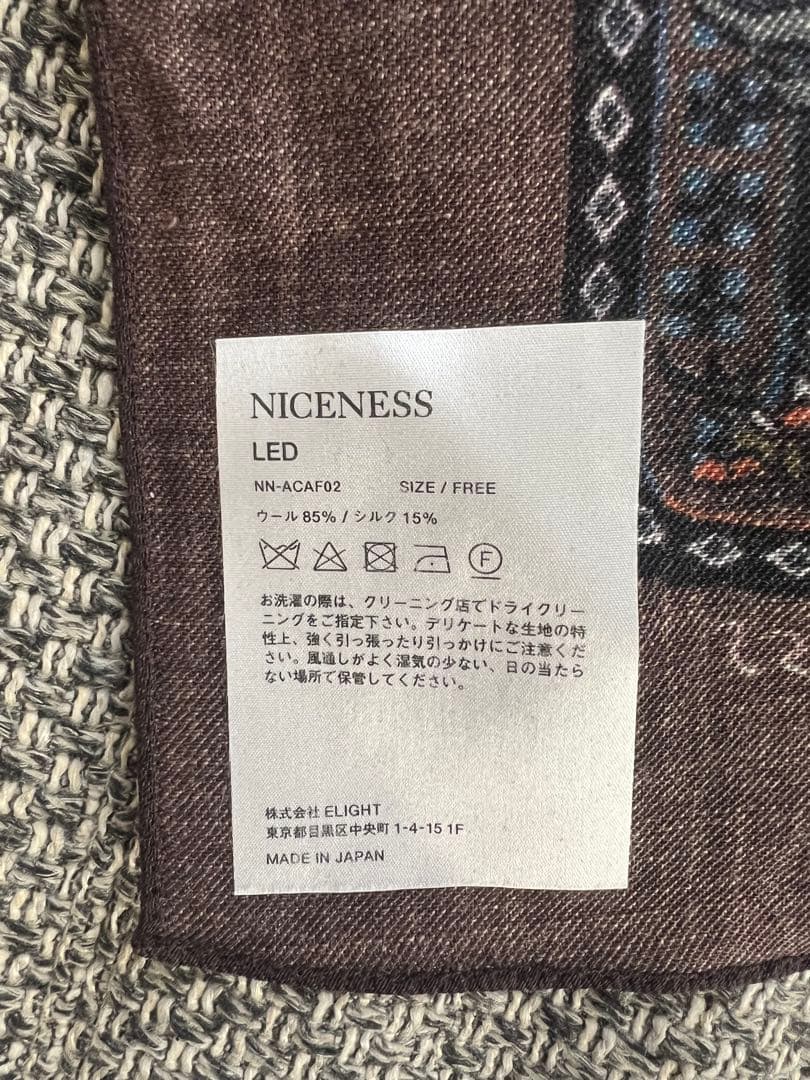 NICENESS
LED
NN-ACAF02 SIZE / FREE
ウール 85% / シルク 15%
F
お洗濯の際は、クリーニング店でドライクリー
ニングをご指定下さい。デリケートな生地の特
性上、強く引っ張ったり引っかけにご注意くだ
さい。風通しがよく湿気の少ない、日の当たら
ない場所で保管してください。
株式会社 ELIGHT
東京都目黒区中央町 1-4-15 1F
MADE IN JAPAN